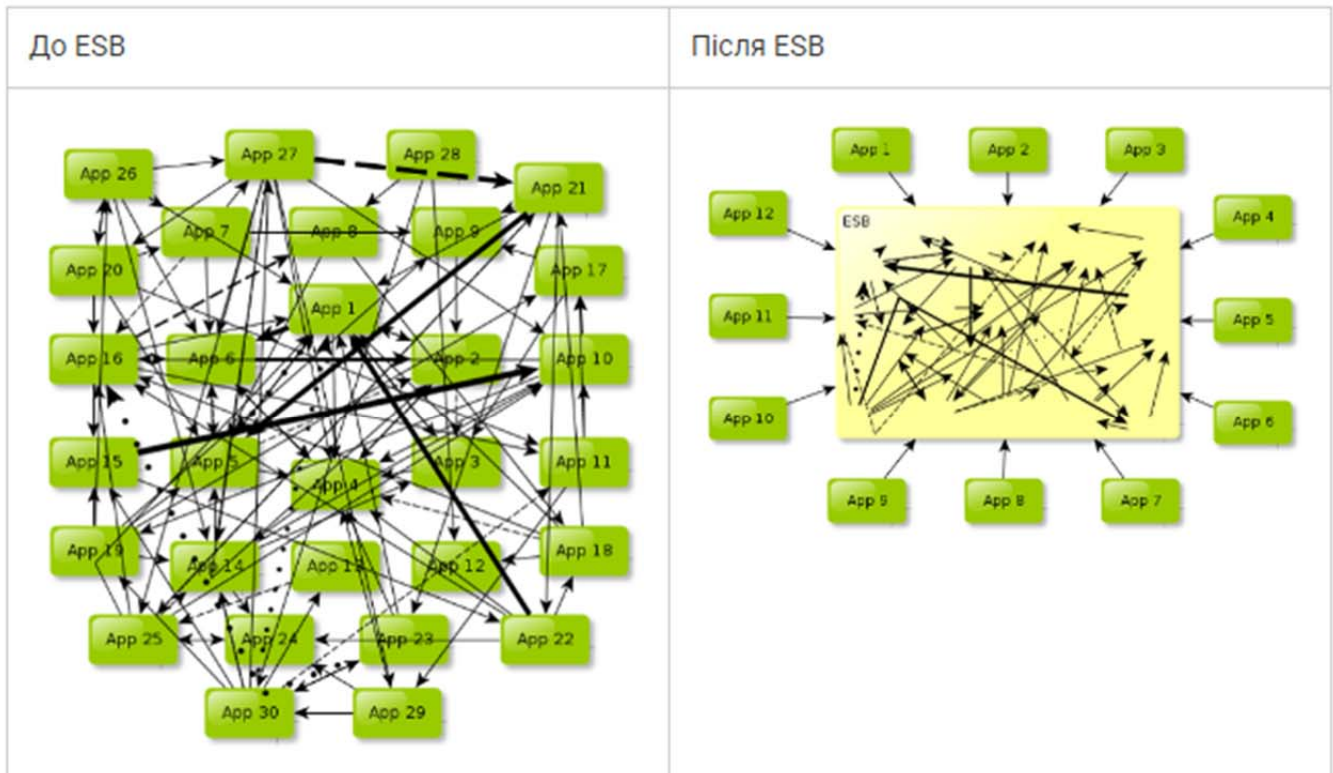 До ESB
Після ESB
App 27
App 28
App 26
App 21
App 7
App 8
App 9
App 20
App 17
App 1
App 16
App 6
App 2
App 10
App 15
App 5
App 4
App 3
App 11
App 19
App 14
App 13
App 12
App 18
App 25
App 24
App 23
App 22
App 30
App 29
App 1
App 2
App 3
App 12
ESB
App 4
App 11
App 5
App 10
App 6
App 9
App 8
App 7